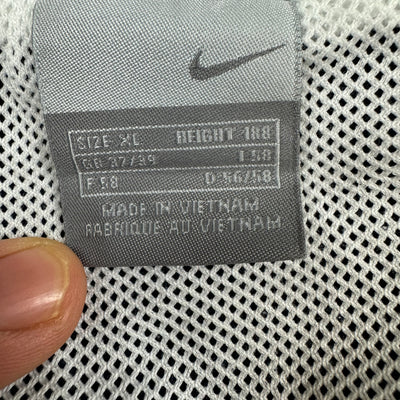 SIZE XL HEIGHT 188
GB 37/39 I 58
F 58 D 56/58
MADE IN VIETNAM
FABRIQUE AU VIETNAM